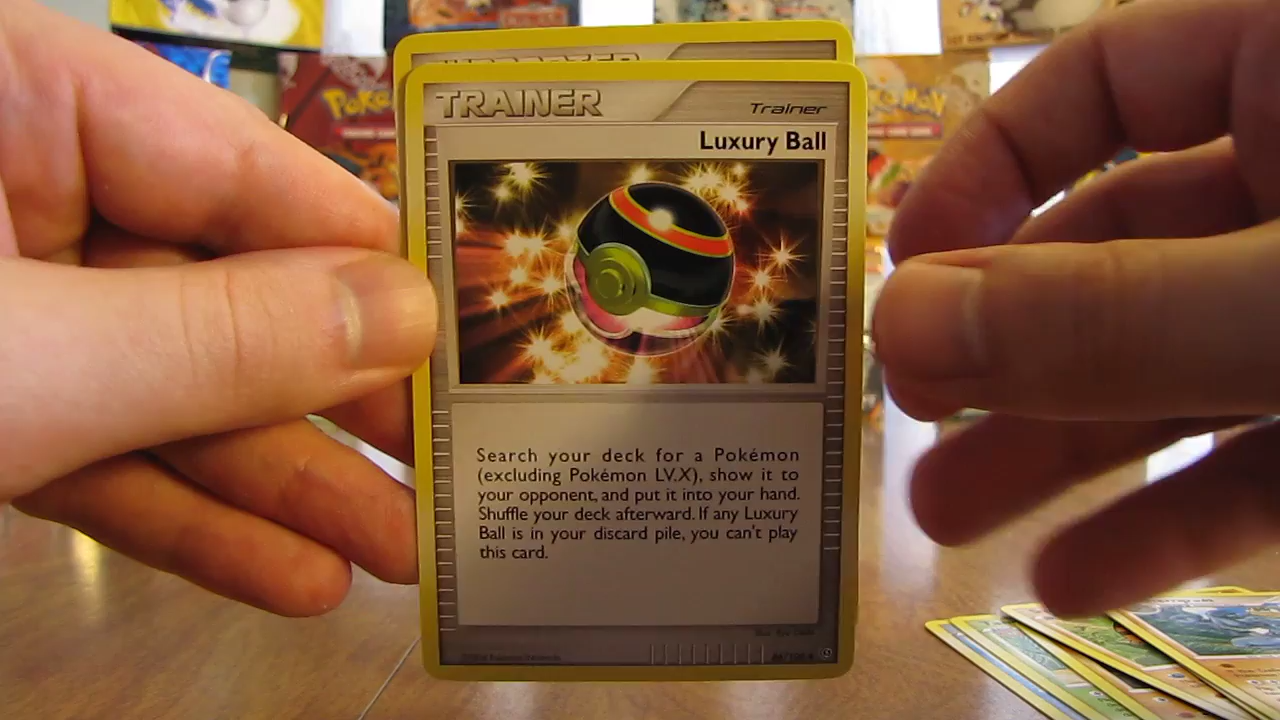 TRAINER
Trainer
Luxury Ball
Search your deck for a Pokémon
(excluding Pokémon LV.X), show it to
your opponent, and put it into your hand.
Shuffle your deck afterward. If any Luxury
Ball is in your discard pile, you can't play
this card.